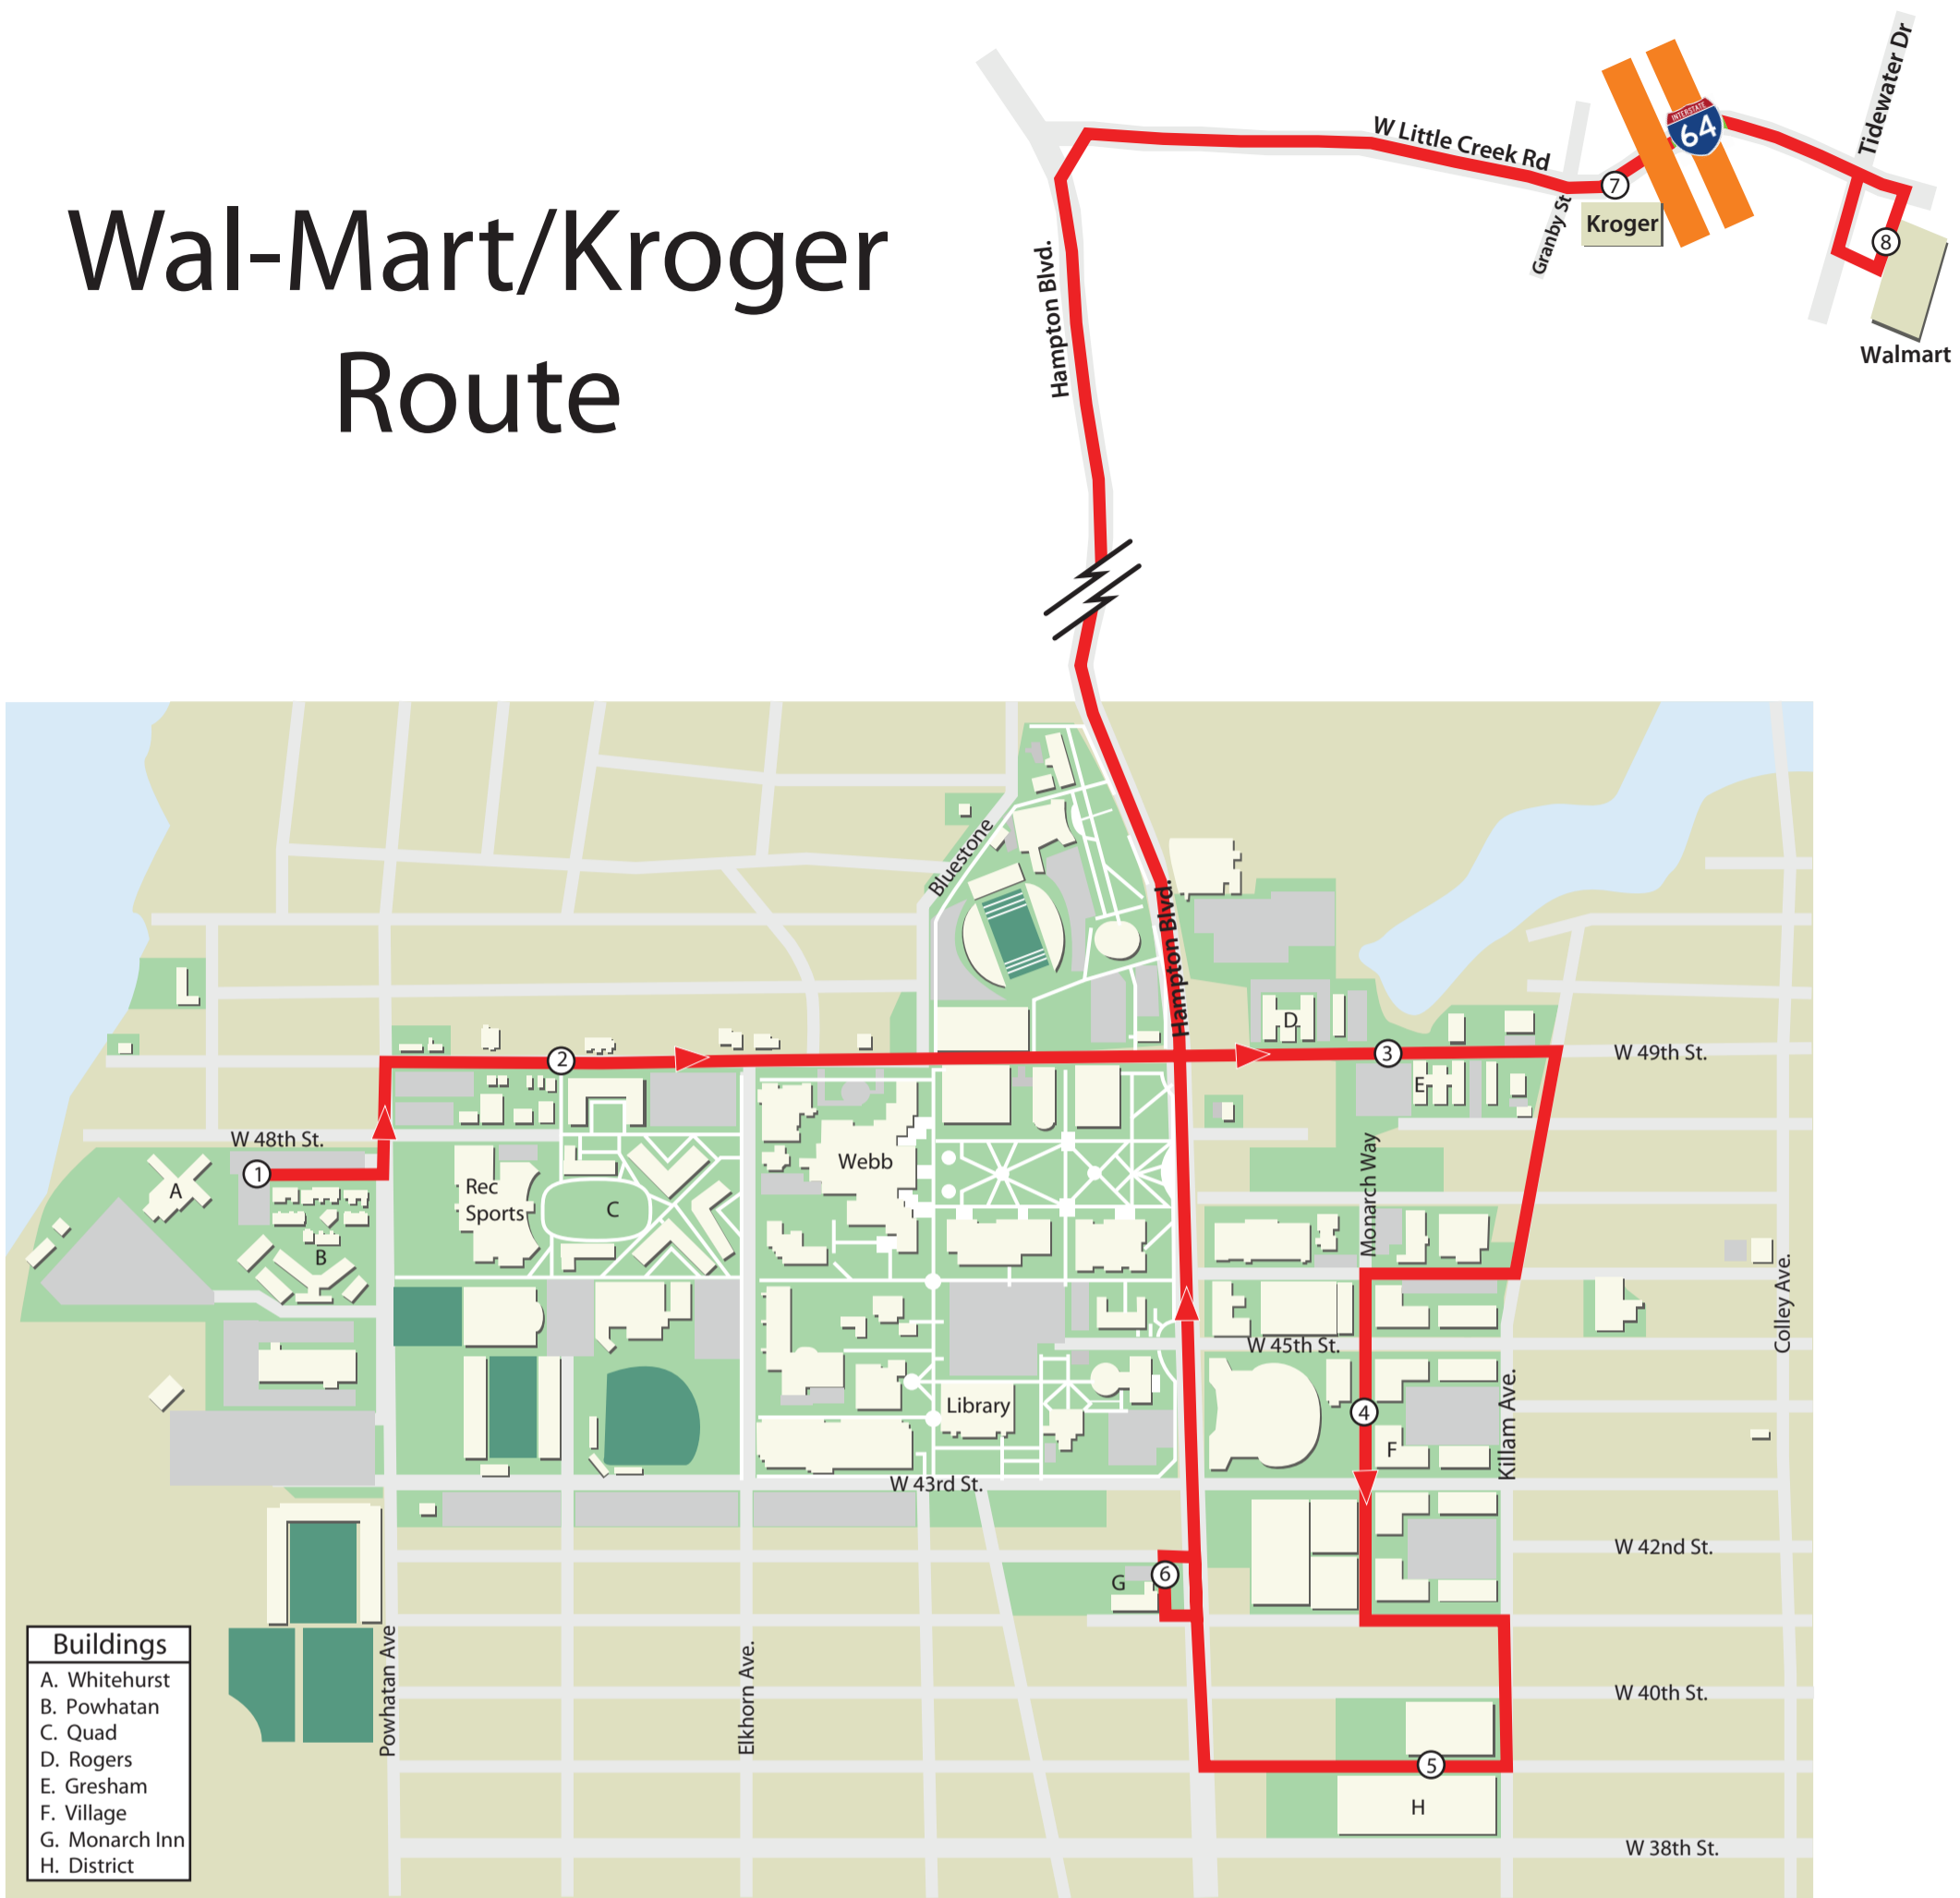 Wal-Mart/Kroger
Route
Tidewater Dr
W Little Creek Rd
INTERSTATE
64
7
Granby St
Kroger
8
Walmart
Hampton Blvd.
Bluestone
Hampton Blvd.
D
2
3
W 49th St.
E
W 48th St.
1
A
Rec
Sports
C
Webb
Monarch Way
B
Colley Ave.
W 45th St.
Library
4
F
Killam Ave.
W 43rd St.
W 42nd St.
G
6
Powhatan Ave
Elkhorn Ave.
W 40th St.
5
H
W 38th St.
Buildings
A. Whitehurst
B. Powhatan
C. Quad
D. Rogers
E. Gresham
F. Village
G. Monarch Inn
H. District